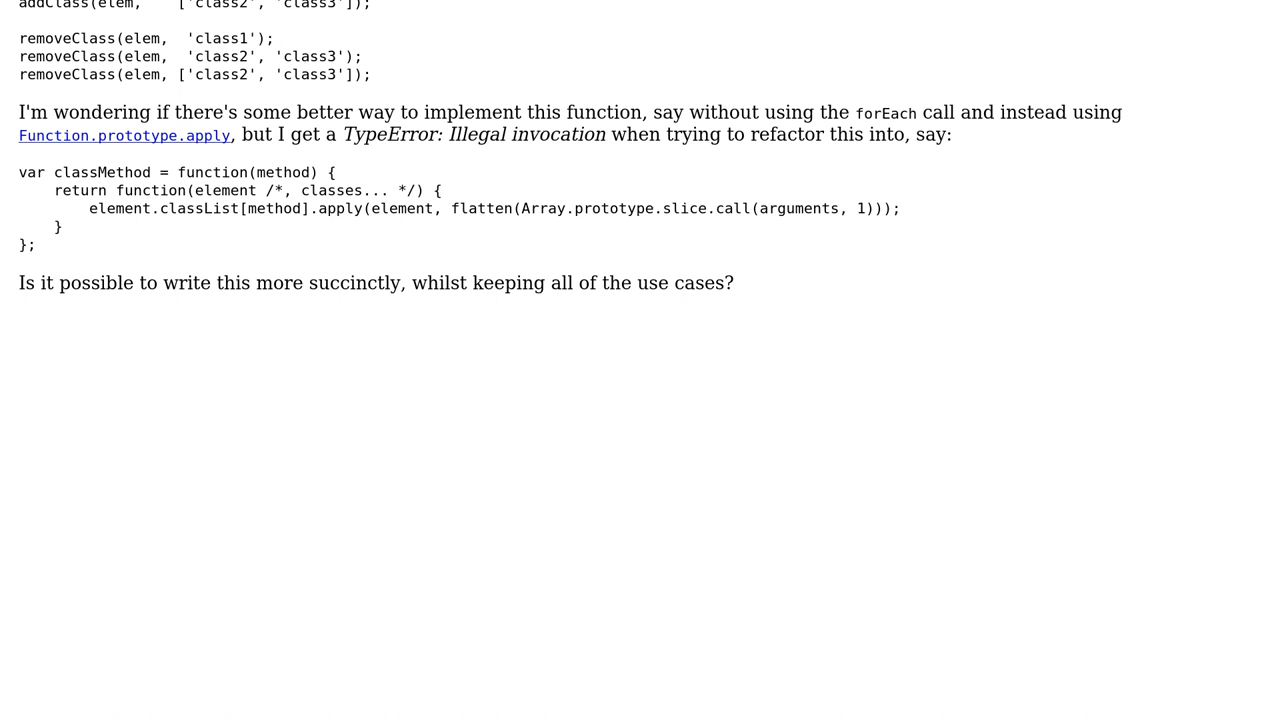 addClass(elem,    ['class2', 'class3']);

removeClass(elem,  'class1');
removeClass(elem,  'class2', 'class3');
removeClass(elem, ['class2', 'class3']);

I'm wondering if there's some better way to implement this function, say without using the forEach call and instead using
Function.prototype.apply, but I get a TypeError: Illegal invocation when trying to refactor this into, say:

var classMethod = function(method) {
    return function(element /*, classes... */) {
        element.classList[method].apply(element, flatten(Array.prototype.slice.call(arguments, 1)));
    }
};

Is it possible to write this more succinctly, whilst keeping all of the use cases?